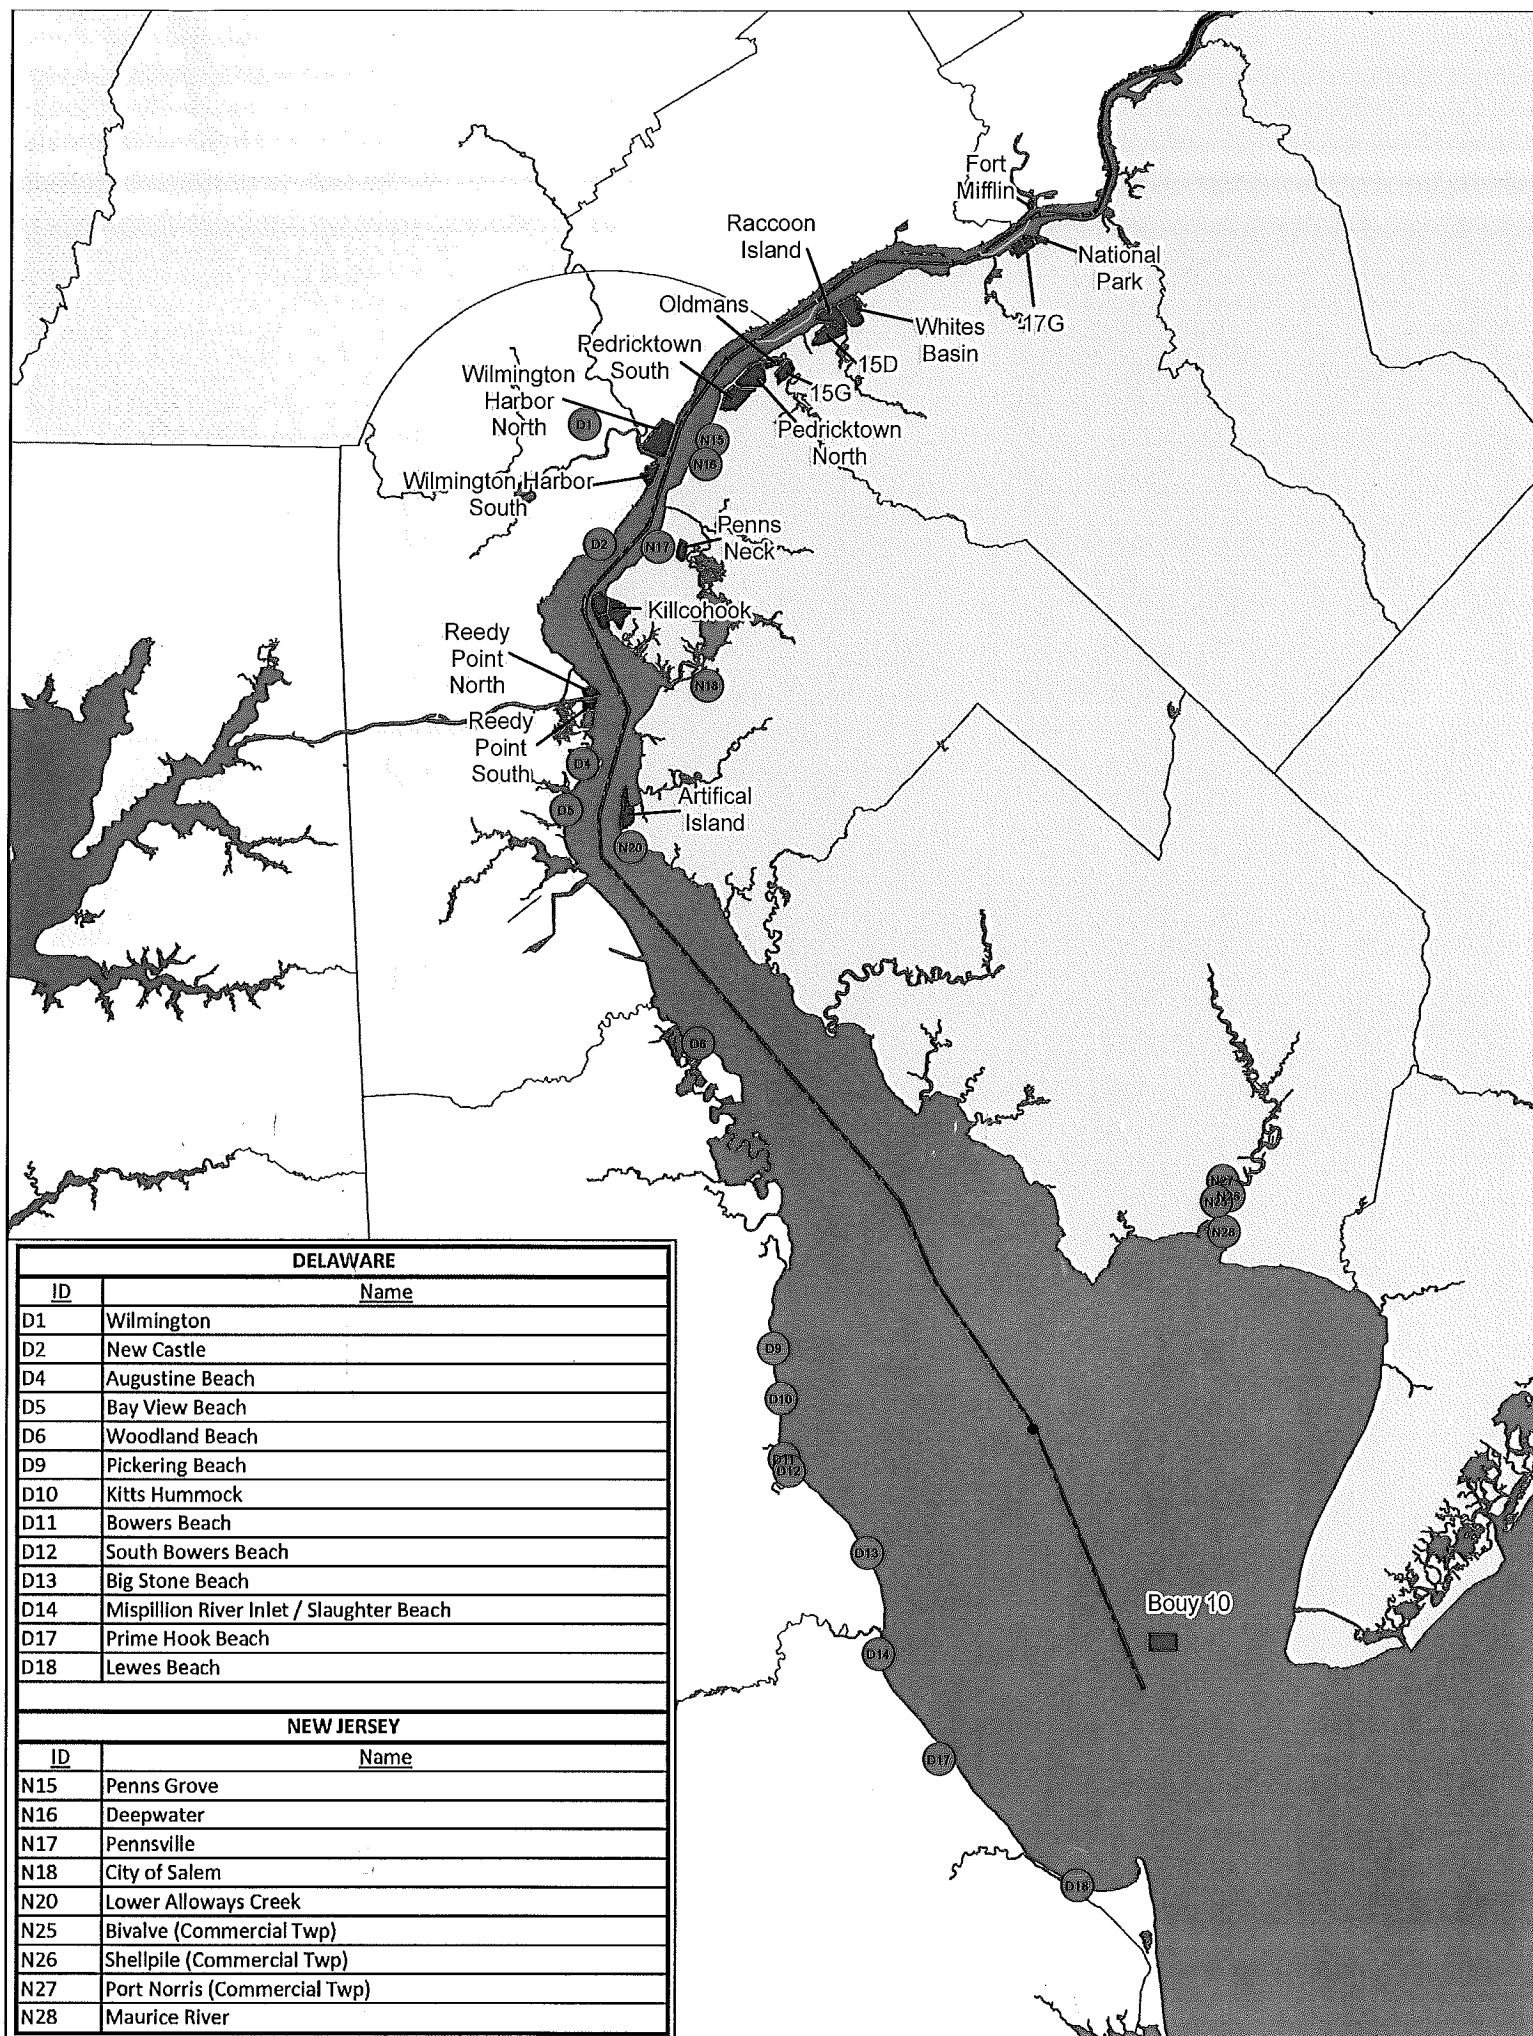 Fort
Mifflin
Raccoon
Island
National
Park
Oldmans
Whites
Basin
17G
Pedricktown
South
15D
Wilmington
Harbor
North
15G
D1
N15
Pedricktown
North
N16
Wilmington Harbor
South
D2
N17
Penns
Neck
Killcohook
Reedy
Point
North
N18
Reedy
Point
South
D4
D5
Artifical
Island
N20
D6
N27
N26
N25
N28
D9
D10
D11
D12
D13
Bouy 10
D14
D17
D18
DELAWARE
ID Name
D1 Wilmington
D2 New Castle
D4 Augustine Beach
D5 Bay View Beach
D6 Woodland Beach
D9 Pickering Beach
D10 Kitts Hummock
D11 Bowers Beach
D12 South Bowers Beach
D13 Big Stone Beach
D14 Mispillion River Inlet / Slaughter Beach
D17 Prime Hook Beach
D18 Lewes Beach
NEW JERSEY
ID Name
N15 Penns Grove
N16 Deepwater
N17 Pennsville
N18 City of Salem
N20 Lower Alloways Creek
N25 Bivalve (Commercial Twp)
N26 Shellpile (Commercial Twp)
N27 Port Norris (Commercial Twp)
N28 Maurice River